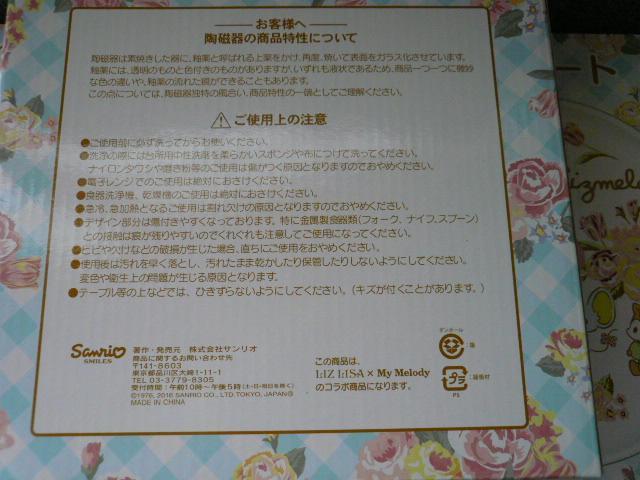 お客様へ
陶磁器の商品特性について
陶磁器は素焼きした器に、釉薬と呼ばれる上薬をかけ、再度、焼いて表面をガラス化させています。
釉薬には、透明のものと色付きのものがありますが、いずれも液状であるため、商品一つ一つに微妙
な色の違いや、釉薬の流れ跡ができることもあります。
この点については、陶磁器独特の風合い、商品特性の一端としてご理解ください。
ご使用上の注意
●ご使用前に必ず洗ってからお使いください。
●洗浄の際には台所用中性洗剤を柔らかいスポンジや布につけて洗ってください。
ナイロンタワシや磨き粉等のご使用は傷がつく原因となりますのでおやめください。
●電子レンジでのご使用は絶対におさけください。
●食器洗浄機、乾燥機のご使用は絶対におさけください。
●急冷、急加熱となるご使用は割れ欠けの原因となりますのでおやめください。
●デザイン部分は傷付きやすくなっております。特に金属製食器類(フォーク、ナイフ、スプーン)
との接触は痕が残りやすいのでくれぐれも注意してご使用になってください。
●ヒビや欠けなどの破損が生じた場合、直ちにご使用をおやめください。
●使用後は汚れを早く落とし、汚れたまま乾かしたり保管したりしないようにしてください。
変色や衛生上の問題が生じる原因となります。
●テーブル等の上などでは、ひきずらないようにしてください。(キズが付くことがあります。)
Sanrio
SMILES
著作・発売元 株式会社サンリオ
商品に関するお問い合わせ先
〒141-8603
東京都品川区大崎1-11-1
TEL 03-3779-8305
受付時間:午前10時〜午後5時(土・日・祝日を除く)
©1976, 2016 SANRIO CO., LTD. TOKYO, JAPAN Ⓛ
MADE IN CHINA
この商品は、
LIZ LISA × My Melody
のコラボ商品になります。
ダンボール
:箱
プラ
:緩衝材
PS
ート
izmelo